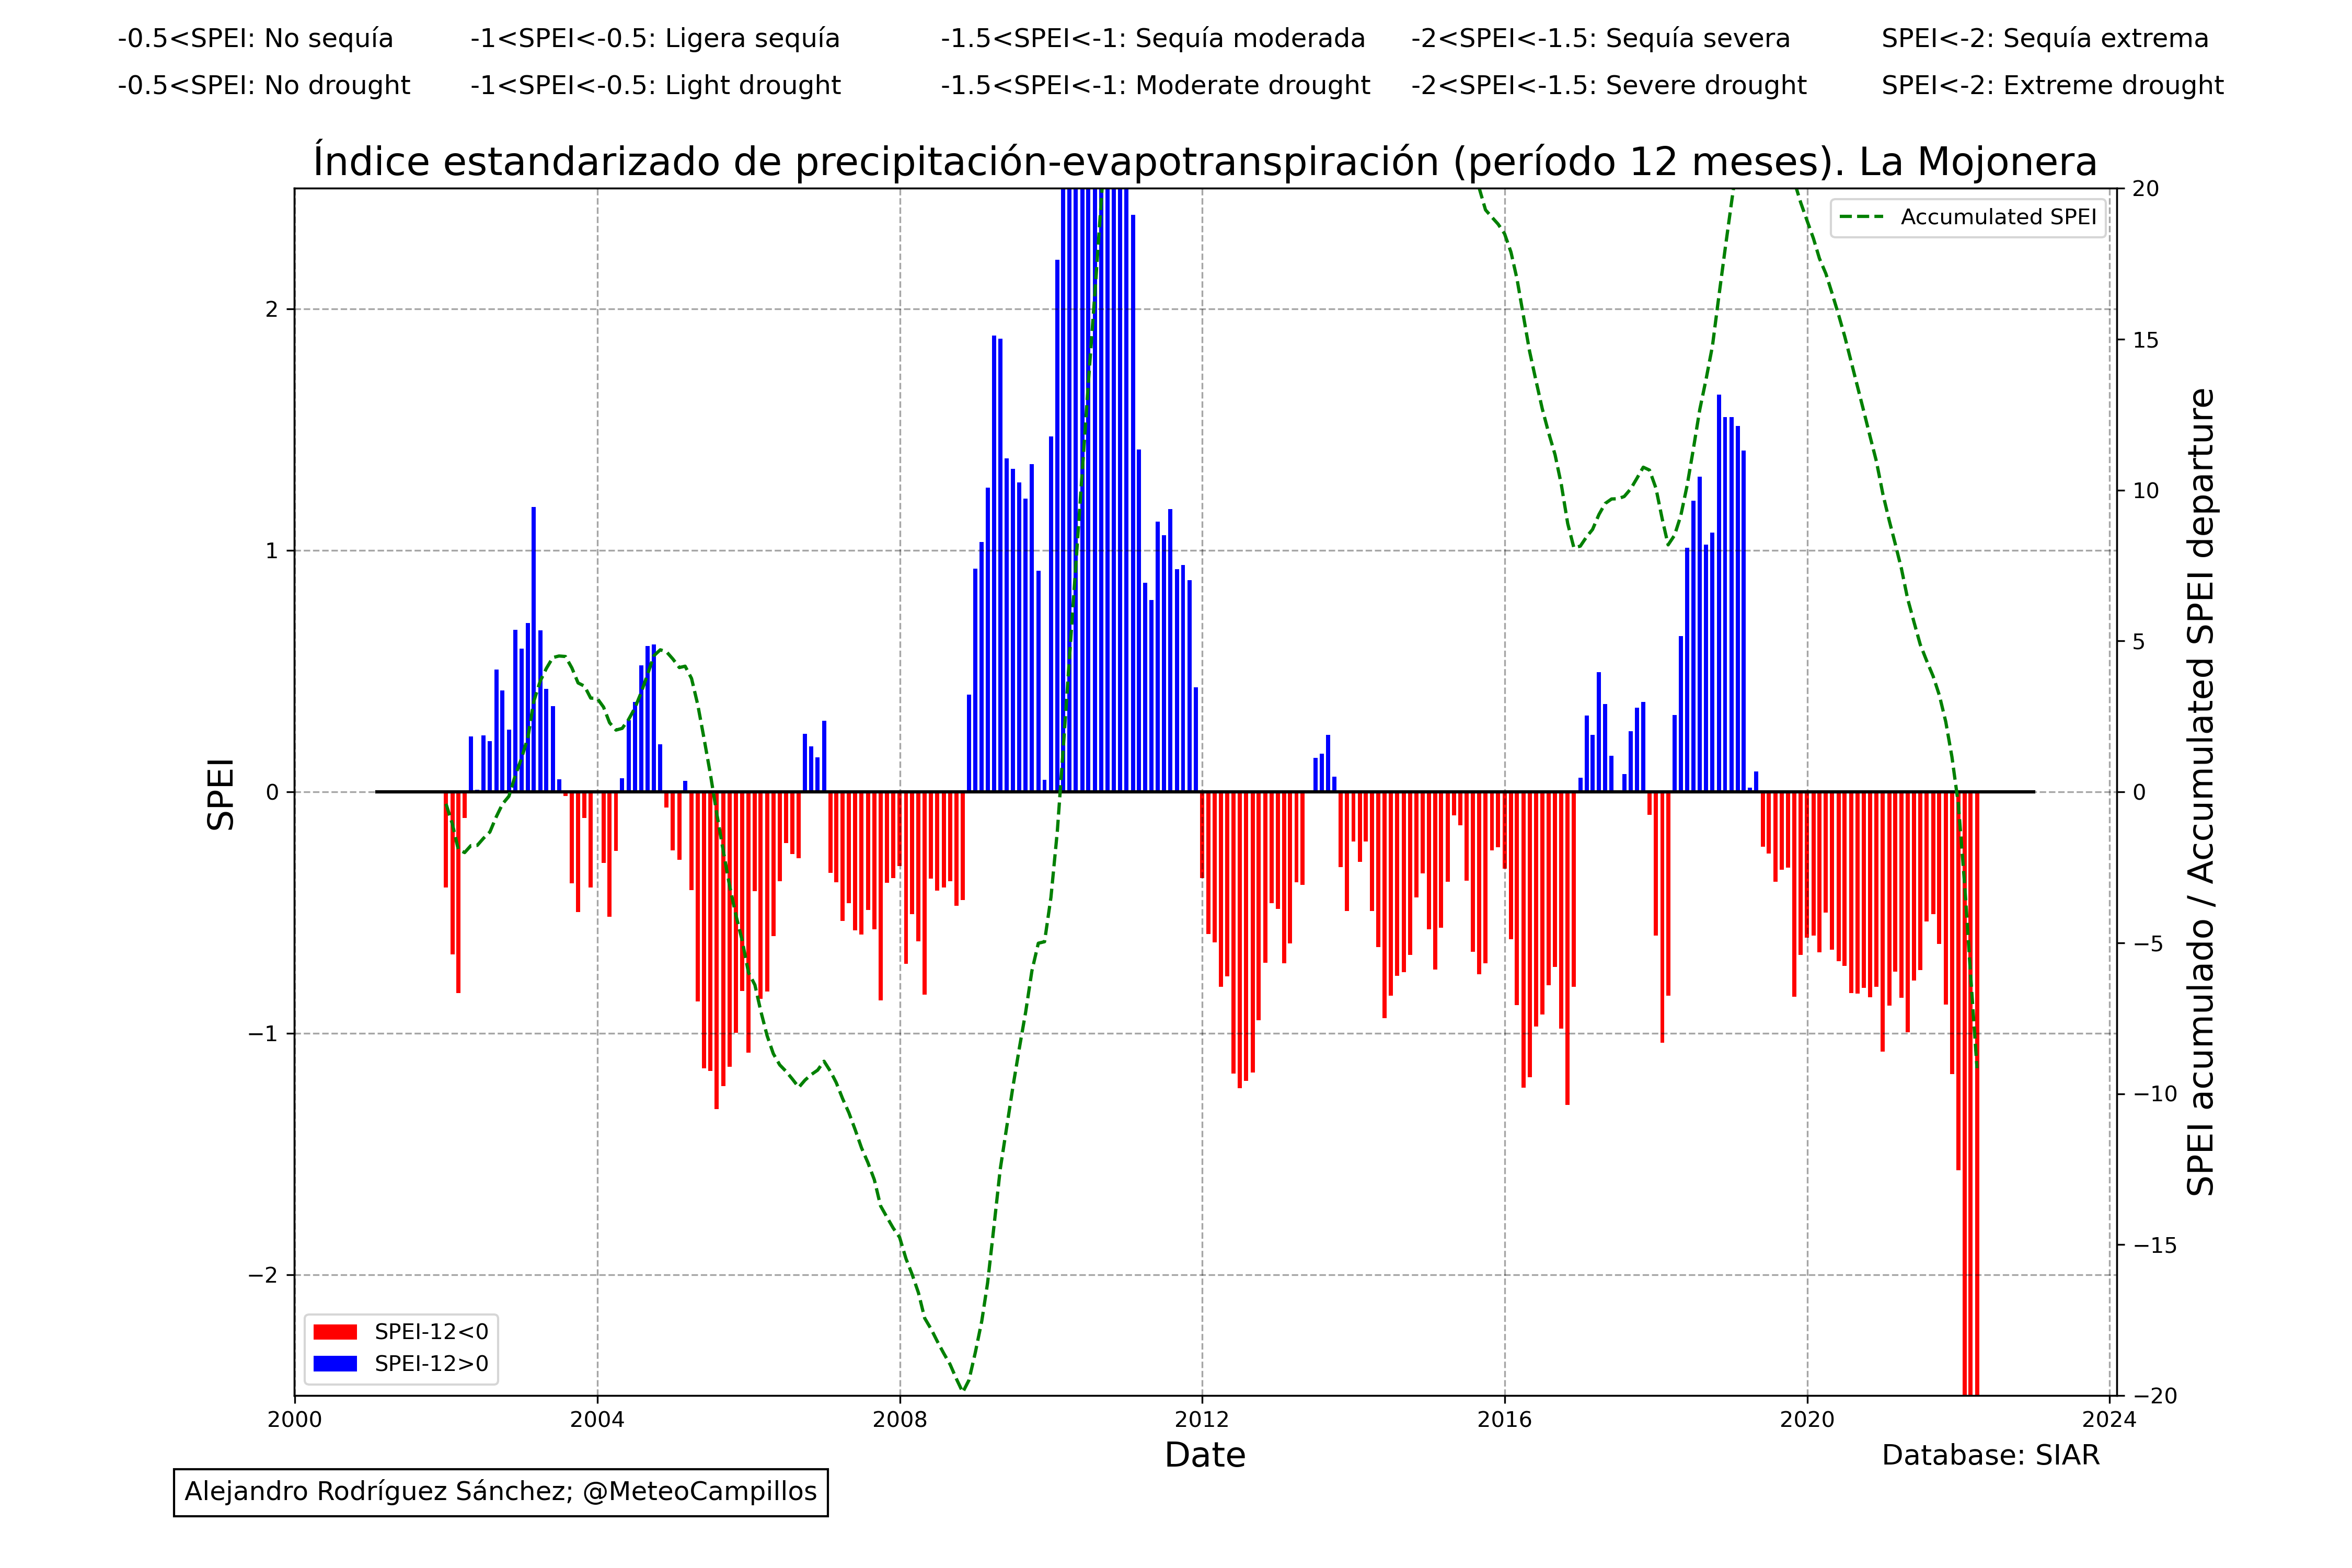 -0.5<SPEI: No sequía -1<SPEI<-0.5: Ligera sequía -1.5<SPEI<-1: Sequía moderada -2<SPEI<-1.5: Sequía severa SPEI<-2: Sequía extrema
-0.5<SPEI: No drought -1<SPEI<-0.5: Light drought -1.5<SPEI<-1: Moderate drought -2<SPEI<-1.5: Severe drought SPEI<-2: Extreme drought
Índice estandarizado de precipitación-evapotranspiración (período 12 meses). La Mojonera
SPEI
2
1
0
−1
−2
Accumulated SPEI
20
15
10
5
0
−5
−10
−15
−20
SPEI acumulado / Accumulated SPEI departure
SPEI-12<0
SPEI-12>0
2000 2004 2008 2012 2016 2020 2024
Date
Database: SIAR
Alejandro Rodríguez Sánchez; @MeteoCampillos